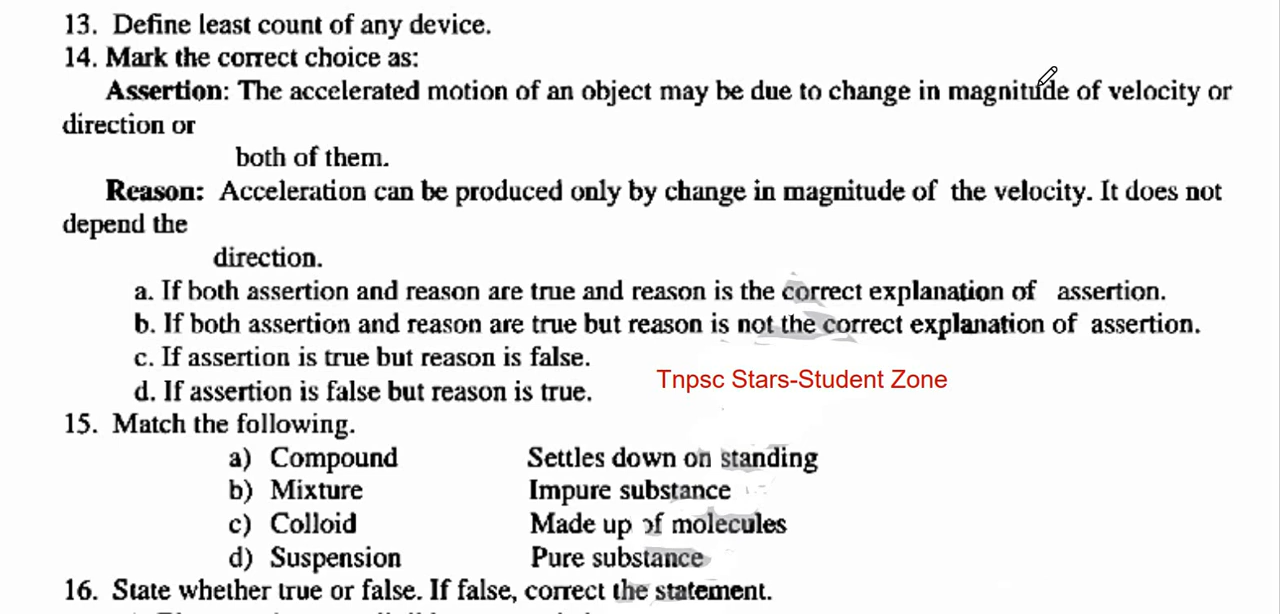 13. Define least count of any device.
14. Mark the correct choice as:
Assertion: The accelerated motion of an object may be due to change in magnitude of velocity or
direction or
both of them.
Reason: Acceleration can be produced only by change in magnitude of the velocity. It does not
depend the
direction.
a. If both assertion and reason are true and reason is the correct explanation of assertion.
b. If both assertion and reason are true but reason is not the correct explanation of assertion.
c. If assertion is true but reason is false.
d. If assertion is false but reason is true.
Tnpsc Stars-Student Zone
15. Match the following.
a) Compound Settles down on standing
b) Mixture Impure substance
c) Colloid Made up of molecules
d) Suspension Pure substance
16. State whether true or false. If false, correct the statement.